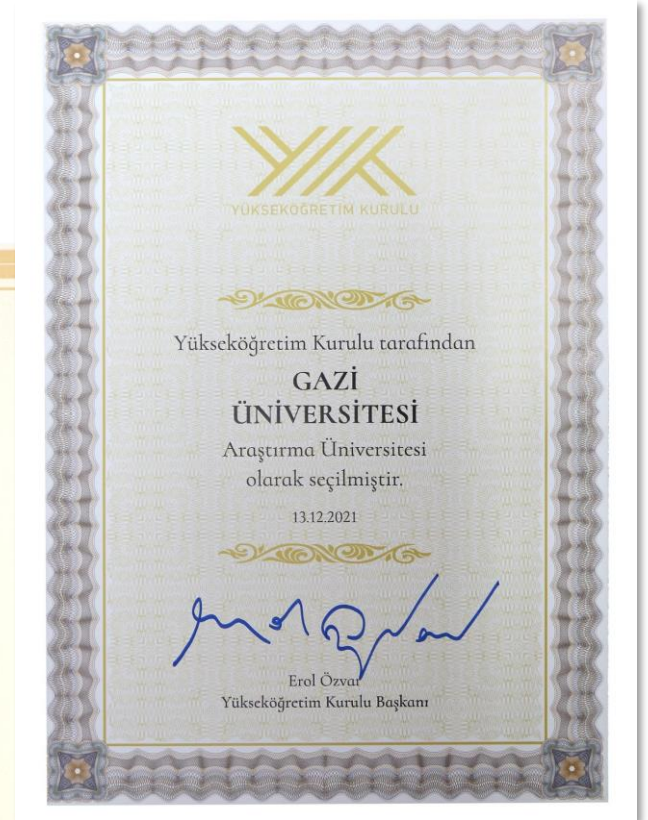 YÜKSEKÖĞRETİM KURULU
Yükseköğretim Kurulu tarafından
GAZİ
ÜNİVERSİTESİ
Araştırma Üniversitesi
olarak seçilmiştir.
13.12.2021
Erol Özvar
Yükseköğretim Kurulu Başkanı